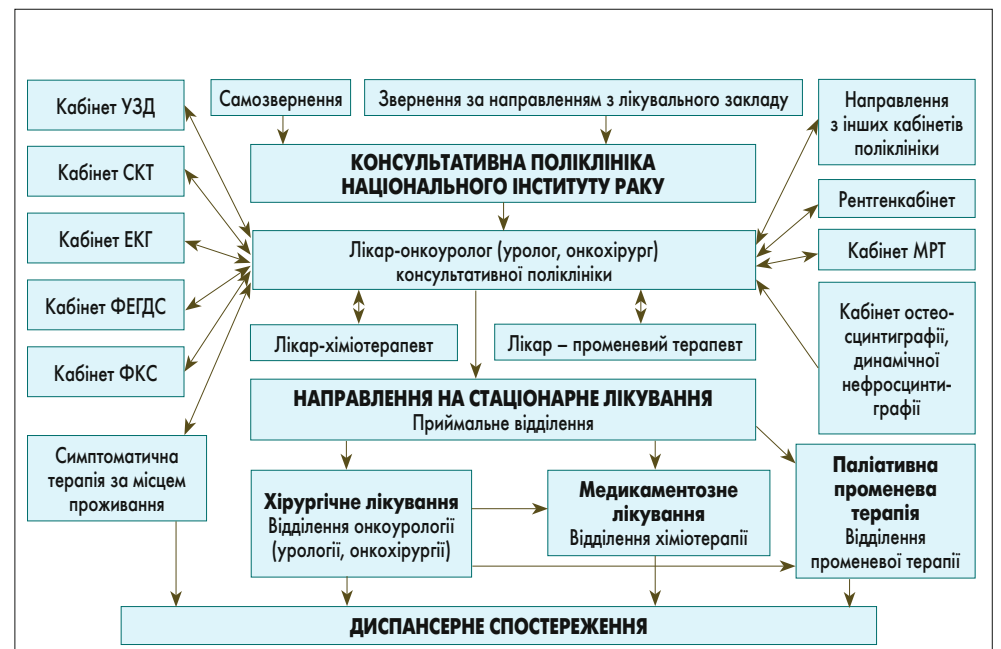 Кабінет УЗД
Самозвернення
Звернення за направленням з лікувального закладу
Направлення
з інших кабінетів
поліклініки
Кабінет СКТ
КОНСУЛЬТАТИВНА ПОЛІКЛІНІКА
НАЦІОНАЛЬНОГО ІНСТИТУТУ РАКУ
Рентгенкабінет
Кабінет ЕКГ
Лікар-онкоуролог (уролог, онкохірург)
консультативної поліклініки
Кабінет МРТ
Кабінет ФЕГДС
Кабінет остео-
сцинтиграфії,
динамічної
нефросцинти-
графії
Лікар-хіміотерапевт
Лікар – променевий терапевт
Кабінет ФКС
НАПРАВЛЕННЯ НА СТАЦІОНАРНЕ ЛІКУВАННЯ
Приймальне відділення
Симптоматична
терапія за місцем
проживання
Хірургічне лікування
Відділення онкоурології
(урології, онкохірургії)
Медикаментозне
лікування
Відділення хіміотерапії
Паліативна
променева
терапія
Відділення
променевої терапії
ДИСПАНСЕРНЕ СПОСТЕРЕЖЕННЯ